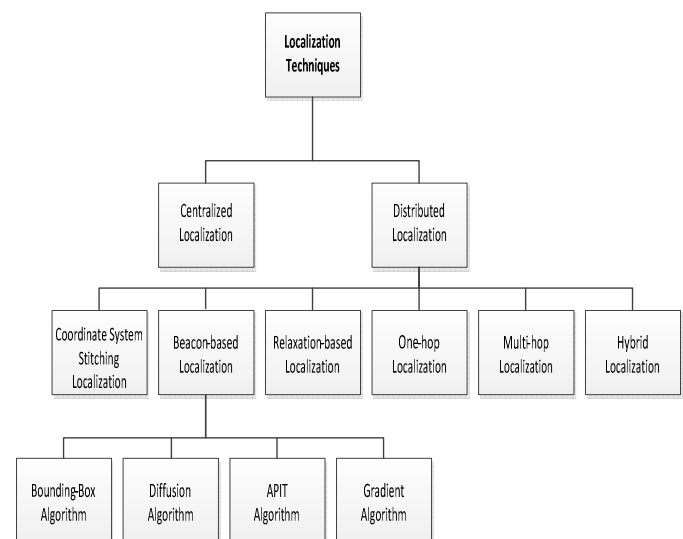 Localization
Techniques
Centralized
Localization
Distributed
Localization
Coordinate System
Stitching
Localization
Beacon-based
Localization
Relaxation-based
Localization
One-hop
Localization
Multi-hop
Localization
Hybrid
Localization
Bounding-Box
Algorithm
Diffusion
Algorithm
APIT
Algorithm
Gradient
Algorithm